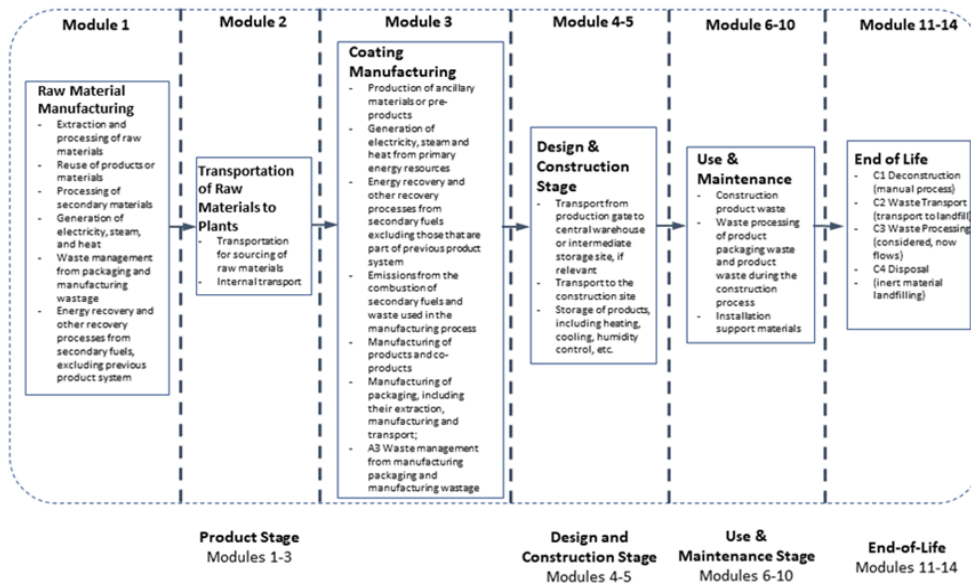 Module 1
Module 2
Module 3
Module 4-5
Module 6-10
Module 11-14
Raw Material
Manufacturing
- Extraction and
processing of raw
materials
- Reuse of products or
materials
- Processing of
secondary materials
- Generation of
electricity, steam,
and heat
- Waste management
from packaging and
manufacturing
wastage
- Energy recovery and
other recovery
processes from
secondary fuels,
excluding previous
product system
Transportation
of Raw
Materials to
Plants
- Transportation
for sourcing of
raw materials
- Internal transport
Coating
Manufacturing
- Production of ancillary
materials or pre-
products
- Generation of
electricity, steam and
heat from primary
energy resources
- Energy recovery and
other recovery
processes from
secondary fuels
excluding those that are
part of previous product
system
- Emissions from the
combustion of
secondary fuels and
waste used in the
manufacturing process
- Manufacturing of
products and co-
products
- Manufacturing of
packaging, including
their extraction,
manufacturing and
transport;
- A3 Waste management
from manufacturing
packaging and
manufacturing wastage
Design &
Construction
Stage
- Transport from
production gate to
central warehouse
or intermediate
storage site, if
relevant
- Transport to the
construction site
- Storage of products,
including heating,
cooling, humidity
control, etc.
Use &
Maintenance
- Construction
product waste
- Waste processing
of product
packaging waste
and product
waste during the
construction
process
- Installation
support materials
End of Life
- C1 Deconstruction
(manual process)
- C2 Waste Transport
(transport to landfill)
- C3 Waste Processing
(considered, now
flows)
- C4 Disposal
- (inert material
landfilling)
Product Stage
Modules 1-3
Design and
Construction Stage
Modules 4-5
Use &
Maintenance Stage
Modules 6-10
End-of-Life
Modules 11-14